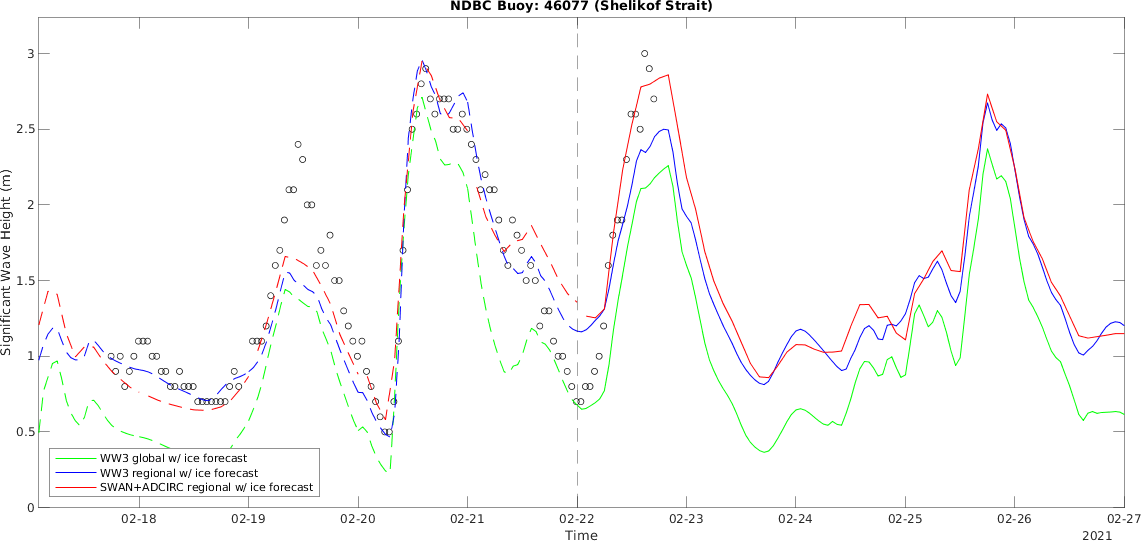 NDBC Buoy: 46077 (Shelikof Strait)
3
2.5
2
1.5
1
0.5
0
Significant Wave Height (m)
WW3 global w/ ice forecast
WW3 regional w/ ice forecast
SWAN+ADCIRC regional w/ ice forecast
02-18 02-19 02-20 02-21 02-22 02-23 02-24 02-25 02-26 02-27
Time
2021